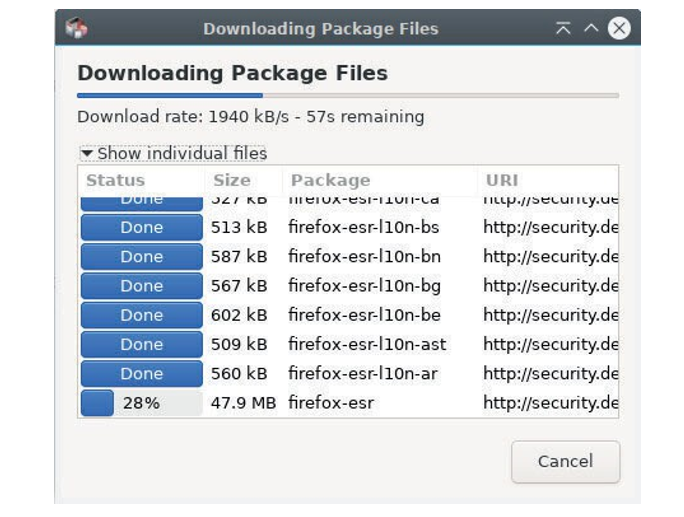 Downloading Package Files
Downloading Package Files
Download rate: 1940 kB/s - 57s remaining
Show individual files
Status Size Package URI
Done 527 kB firefox-esr-l10n-ca http://security.de
Done 513 kB firefox-esr-l10n-bs http://security.de
Done 587 kB firefox-esr-l10n-bn http://security.de
Done 567 kB firefox-esr-l10n-bg http://security.de
Done 602 kB firefox-esr-l10n-be http://security.de
Done 509 kB firefox-esr-l10n-ast http://security.de
Done 560 kB firefox-esr-l10n-ar http://security.de
28% 47.9 MB firefox-esr http://security.de
Cancel